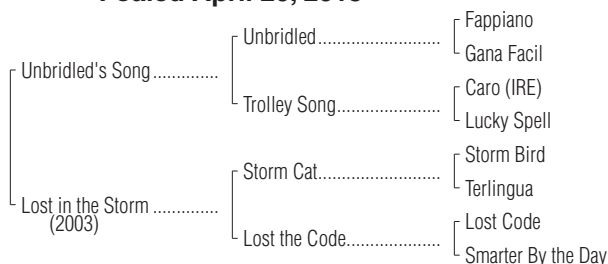 Foaled April
Fappiano
Unbridled........................
Gana Facil
Unbridled's Song.............
Caro (IRE)
Trolley Song....................
Lucky Spell
Storm Bird
Storm Cat........................
Terlingua
Lost in the Storm.............
(2003)
Lost Code
Lost the Code..................
Smarter By the Day